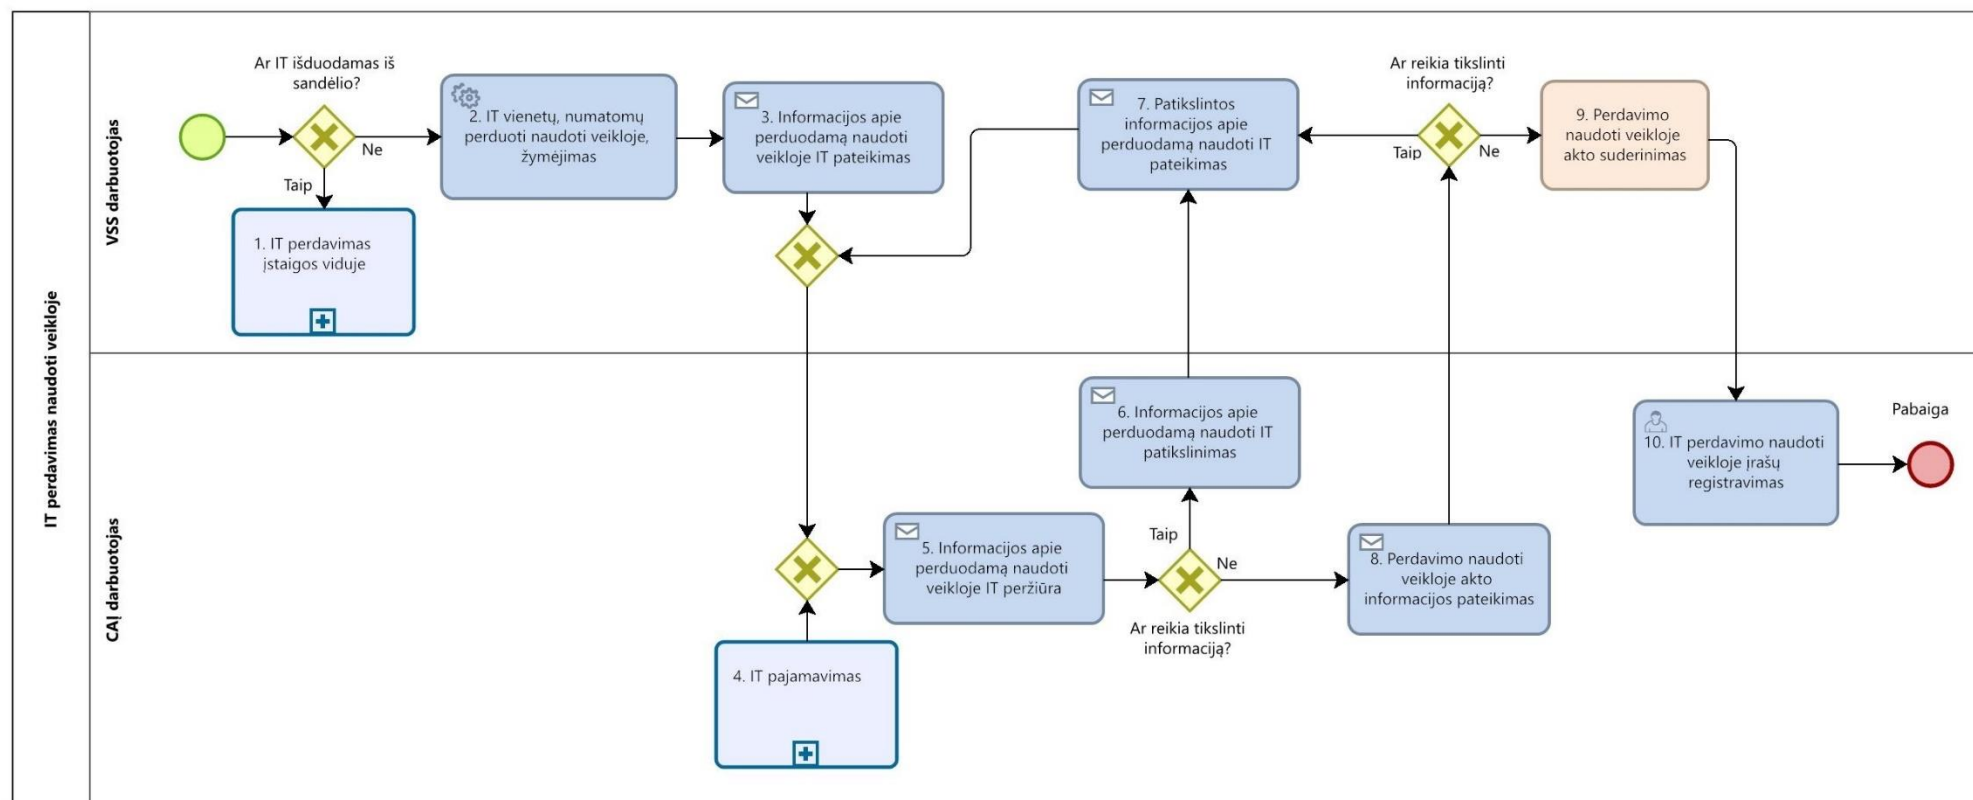 IT perdavimas naudoti veikloje
VSS darbuotojas
Ar IT išduodamas iš
sandėlio?
Ne
Taip
1. IT perdavimas
įstaigos viduje
2. IT vienetų, numatomų
perduoti naudoti veikloje,
žymėjimas
3. Informacijos apie
perduodamą naudoti
veikloje IT pateikimas
7. Patikslintos
informacijos apie
perduodamą naudoti IT
pateikimas
Ar reikia tikslinti
informaciją?
Taip
Ne
9. Perdavimo
naudoti veikloje
akto suderinimas
CAĮ darbuotojas
4. IT pajamavimas
5. Informacijos apie
perduodamą naudoti
veikloje IT peržiūra
6. Informacijos apie
perduodamą naudoti IT
patikslinimas
Taip
Ne
Ar reikia tikslinti
informaciją?
8. Perdavimo naudoti
veikloje akto
informacijos pateikimas
10. IT perdavimo naudoti
veikloje įrašų
registravimas
Pabaiga